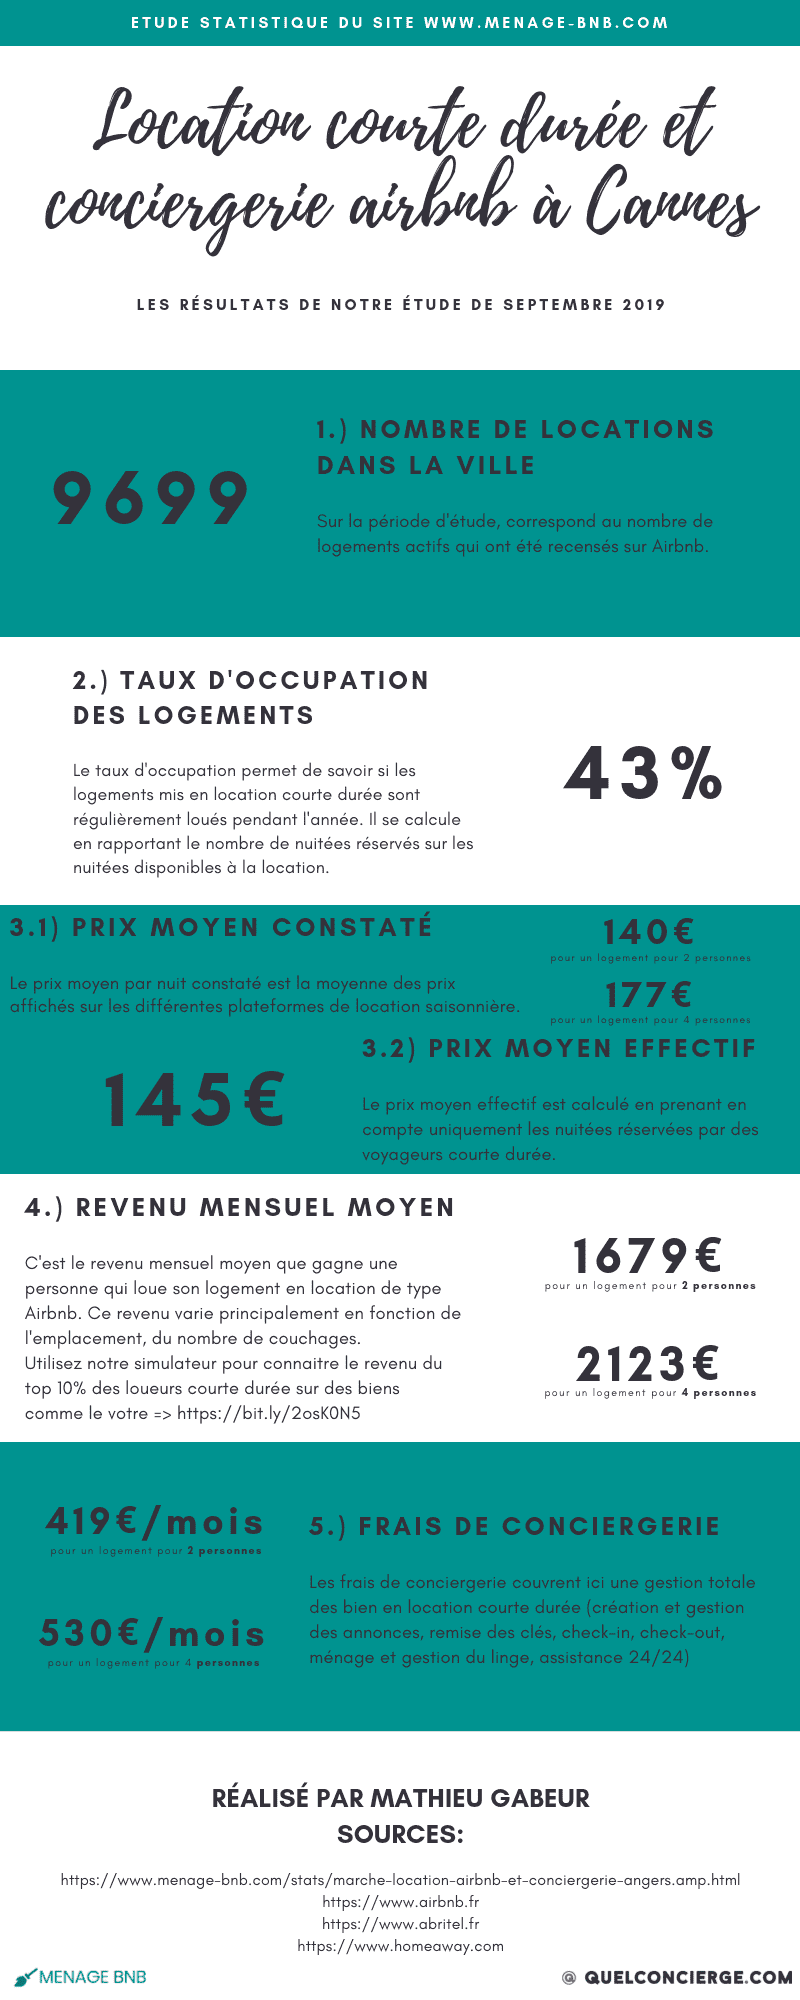 ETUDE STATISTIQUE DU SITE WWW.MENAGE-BNB.COM
Location courte durée et
conciergerie airbnb à Cannes
LES RÉSULTATS DE NOTRE ÉTUDE DE SEPTEMBRE 2019
9699
1.) NOMBRE DE LOCATIONS
DANS LA VILLE
Sur la période d'étude, correspond au nombre de
logements actifs qui ont été recensés sur Airbnb.
2.) TAUX D'OCCUPATION
DES LOGEMENTS
Le taux d'occupation permet de savoir si les
logements mis en location courte durée sont
régulièrement loués pendant l'année. Il se calcule
en rapportant le nombre de nuitées réservés sur les
nuitées disponibles à la location.
43%
3.1) PRIX MOYEN CONSTATÉ
Le prix moyen par nuit constaté est la moyenne des prix
affichés sur les différentes plateformes de location saisonnière.
140€
pour un logement pour 2 personnes
177€
pour un logement pour 4 personnes
145€
3.2) PRIX MOYEN EFFECTIF
Le prix moyen effectif est calculé en prenant en
compte uniquement les nuitées réservées par des
voyageurs courte durée.
4.) REVENU MENSUEL MOYEN
C'est le revenu mensuel moyen que gagne une
personne qui loue son logement en location de type
Airbnb. Ce revenu varie principalement en fonction de
l'emplacement, du nombre de couchages.
Utilisez notre simulateur pour connaitre le revenu du
top 10% des loueurs courte durée sur des biens
comme le votre => https://bit.ly/2osK0N5
1679€
pour un logement pour 2 personnes
2123€
pour un logement pour 4 personnes
419€/mois
pour un logement pour 2 personnes
530€/mois
pour un logement pour 4 personnes
5.) FRAIS DE CONCIERGERIE
Les frais de conciergerie couvrent ici une gestion totale
des bien en location courte durée (création et gestion
des annonces, remise des clés, check-in, check-out,
ménage et gestion du linge, assistance 24/24)
RÉALISÉ PAR MATHIEU GABEUR
SOURCES:
https://www.menage-bnb.com/stats/marche-location-airbnb-et-conciergerie-angers.amp.html
https://www.airbnb.fr
https://www.abritel.fr
https://www.homeaway.com
MENAGE BNB
@ QUELCONCIERGE.COM